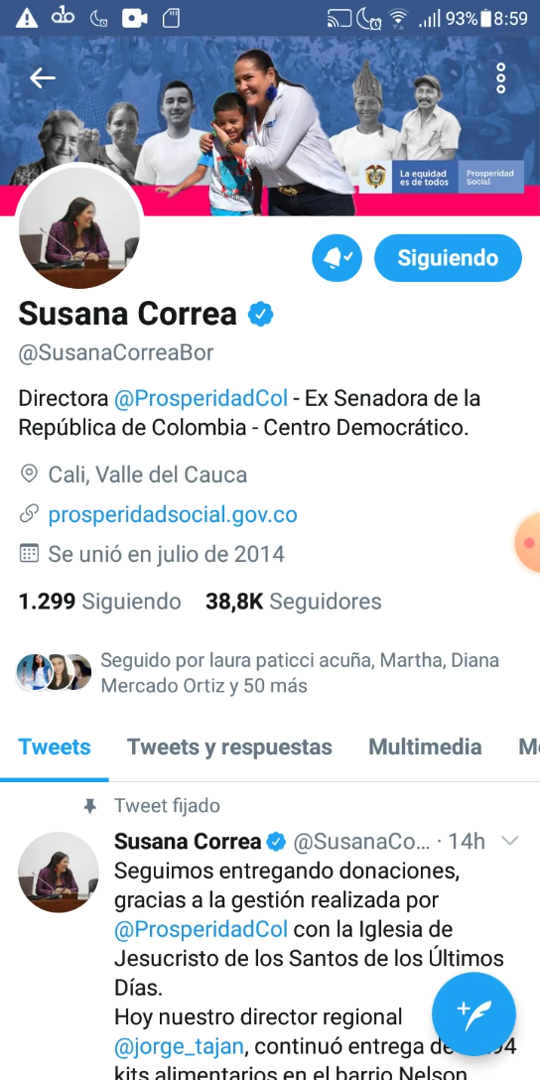 93% 8:59
La equidad
es de todos
Prosperidad
Social
Siguiendo
Susana Correa
@SusanaCorreaBor
Directora @ProsperidadCol - Ex Senadora de la
República de Colombia - Centro Democrático.
Cali, Valle del Cauca
prosperidadsocial.gov.co
Se unió en julio de 2014
1.299 Siguiendo 38,8K Seguidores
Seguido por laura paticci acuña, Martha, Diana
Mercado Ortiz y 50 más
Tweets Tweets y respuestas Multimedia M
Tweet fijado
Susana Correa @SusanaCo... · 14h
Seguimos entregando donaciones,
gracias a la gestión realizada por
@ProsperidadCol con la Iglesia de
Jesucristo de los Santos de los Últimos
Días.
Hoy nuestro director regional
@jorge_tajan, continuó entrega de
kits alimentarios en el barrio Nelson